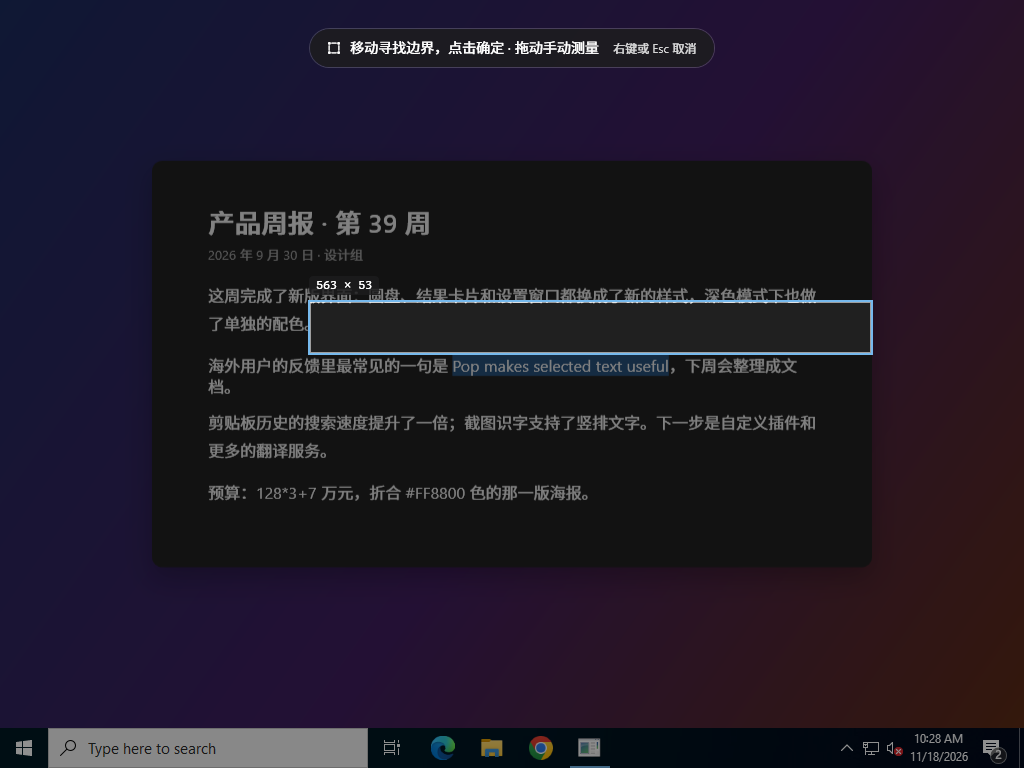 移动寻找边界，点击确定 · 拖动手动测量 右键或 Esc 取消
产品周报 · 第 39 周
2026 年 9 月 30 日 · 设计组
563 × 53
这周完成了新版界面：圆盘、结果卡片和设置窗口都换成了新的样式，深色模式下也做
了单独的配色。
海外用户的反馈里最常见的一句是 Pop makes selected text useful，下周会整理成文
档。
剪贴板历史的搜索速度提升了一倍；截图识字支持了竖排文字。下一步是自定义插件和
更多的翻译服务。
预算：128*3+7 万元，折合 #FF8800 色的那一版海报。
Type here to search
10:28 AM
11/18/2026
2